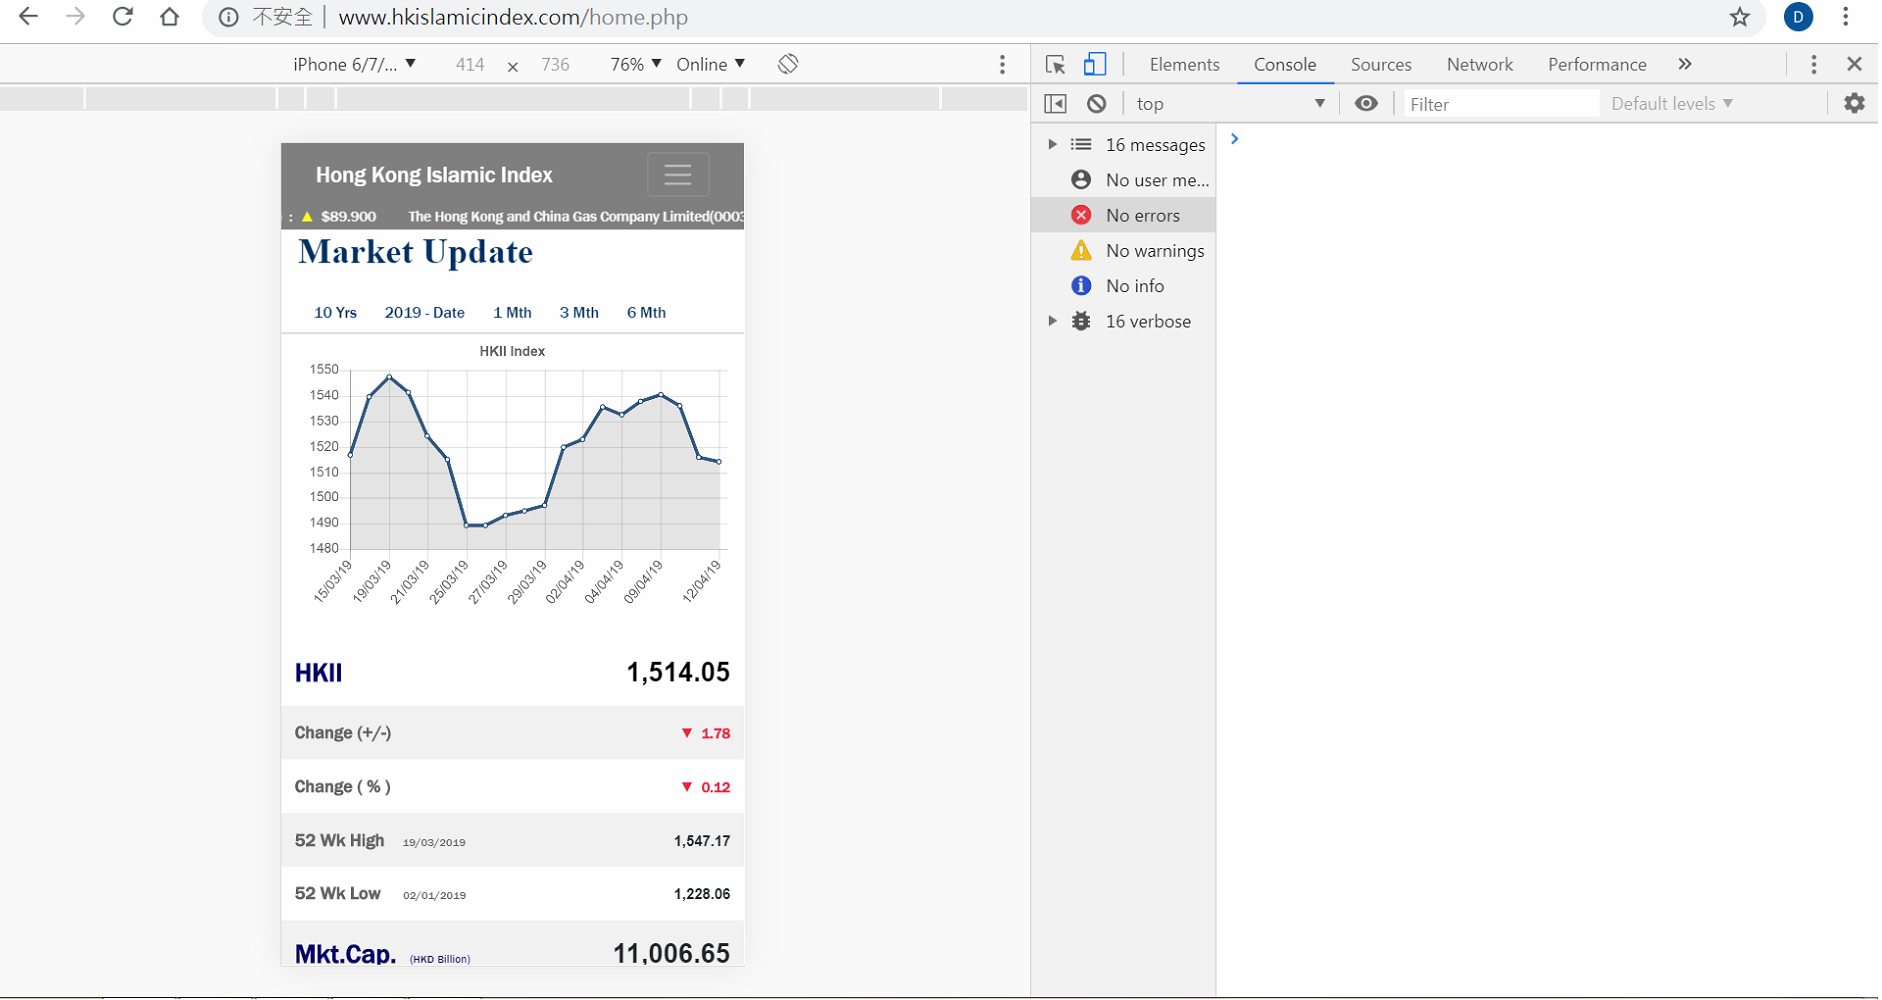 不安全 www.hkislamicindex.com/home.php D
iPhone 6/7/... 414 × 736 76% Online
Elements Console Sources Network Performance
top Filter Default levels
16 messages
No user me...
No errors
No warnings
No info
16 verbose
Hong Kong Islamic Index
: ▲ $89.900 The Hong Kong and China Gas Company Limited(0003
Market Update
10 Yrs 2019 - Date 1 Mth 3 Mth 6 Mth
HKII Index
1550
1540
1530
1520
1510
1500
1490
1480
15/03/19 19/03/19 21/03/19 25/03/19 27/03/19 29/03/19 02/04/19 04/04/19 09/04/19 12/04/19
HKII 1,514.05
Change (+/-) ▼ 1.78
Change ( % ) ▼ 0.12
52 Wk High 19/03/2019 1,547.17
52 Wk Low 02/01/2019 1,228.06
Mkt.Cap. (HKD Billion) 11,006.65